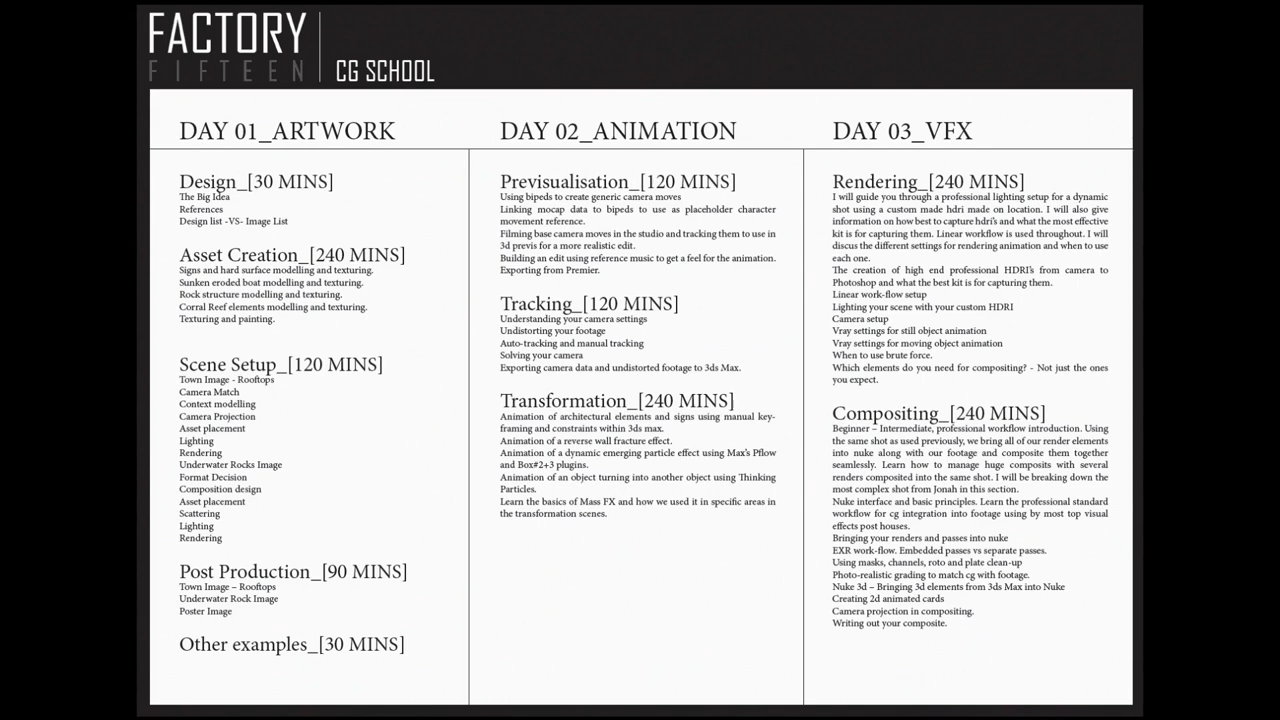 FACTORY
FIFTEEN
CG SCHOOL
DAY 01_ARTWORK
Design_[30 MINS]
The Big Idea
References
Design list -VS- Image List
Asset Creation_[240 MINS]
Signs and hard surface modelling and texturing.
Sunken eroded boat modelling and texturing.
Rock structure modelling and texturing.
Corral Reef elements modelling and texturing.
Texturing and painting.
Scene Setup_[120 MINS]
Town Image - Rooftops
Camera Match
Context modelling
Camera Projection
Asset placement
Lighting
Rendering
Underwater Rocks Image
Format Decision
Composition design
Asset placement
Scattering
Lighting
Rendering
Post Production_[90 MINS]
Town Image – Rooftops
Underwater Rock Image
Poster Image
Other examples_[30 MINS]
DAY 02_ANIMATION
Previsualisation_[120 MINS]
Using bipeds to create generic camera moves
Linking mocap data to bipeds to use as placeholder character
movement reference.
Filming base camera moves in the studio and tracking them to use in
3d previs for a more realistic edit.
Building an edit using reference music to get a feel for the animation.
Exporting from Premier.
Tracking_[120 MINS]
Understanding your camera settings
Undistorting your footage
Auto-tracking and manual tracking
Solving your camera
Exporting camera data and undistorted footage to 3ds Max.
Transformation_[240 MINS]
Animation of architectural elements and signs using manual key-
framing and constraints within 3ds max.
Animation of a reverse wall fracture effect.
Animation of a dynamic emerging particle effect using Max's Pflow
and Box#2+3 plugins.
Animation of an object turning into another object using Thinking
Particles.
Learn the basics of Mass FX and how we used it in specific areas in
the transformation scenes.
DAY 03_VFX
Rendering_[240 MINS]
I will guide you through a professional lighting setup for a dynamic
shot using a custom made hdri made on location. I will also give
information on how best to capture hdri's and what the most effective
kit is for capturing them. Linear workflow is used throughout. I will
discus the different settings for rendering animation and when to use
each one.
The creation of high end professional HDRI's from camera to
Photoshop and what the best kit is for capturing them.
Linear work-flow setup
Lighting your scene with your custom HDRI
Camera setup
Vray settings for still object animation
Vray settings for moving object animation
When to use brute force.
Which elements do you need for compositing? - Not just the ones
you expect.
Compositing_[240 MINS]
Beginner – Intermediate, professional workflow introduction. Using
the same shot as used previously, we bring all of our render elements
into nuke along with our footage and composite them together
seamlessly. Learn how to manage huge composits with several
renders composited into the same shot. I will be breaking down the
most complex shot from Jonah in this section.
Nuke interface and basic principles. Learn the professional standard
workflow for cg integration into footage using by most top visual
effects post houses.
Bringing your renders and passes into nuke
EXR work-flow. Embedded passes vs separate passes.
Using masks, channels, roto and plate clean-up
Photo-realistic grading to match cg with footage.
Nuke 3d – Bringing 3d elements from 3ds Max into Nuke
Creating 2d animated cards
Camera projection in compositing.
Writing out your composite.